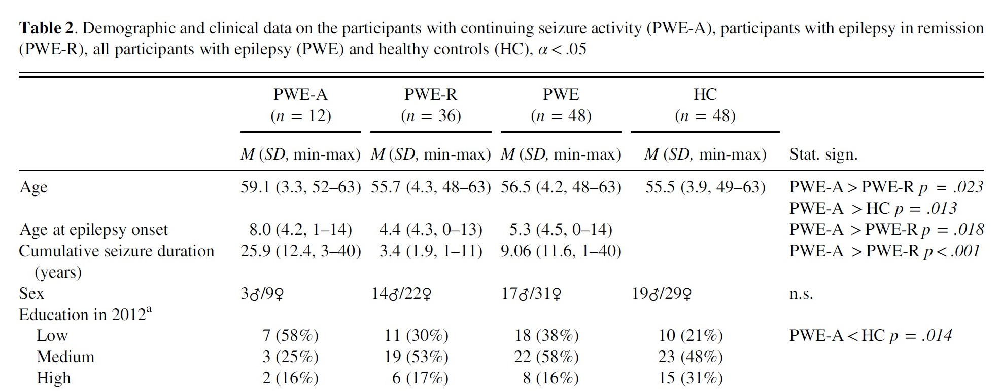 Table 2. Demographic and clinical data on the participants with continuing seizure activity (PWE-A), participants with epilepsy in remission
(PWE-R), all participants with epilepsy (PWE) and healthy controls (HC), α < .05
PWE-A PWE-R PWE HC
(n = 12) (n = 36) (n = 48) (n = 48)
M (SD, min-max) M (SD, min-max) M (SD, min-max) M (SD, min-max) Stat. sign.
Age 59.1 (3.3, 52–63) 55.7 (4.3, 48–63) 56.5 (4.2, 48–63) 55.5 (3.9, 49–63) PWE-A > PWE-R p = .023
PWE-A > HC p = .013
Age at epilepsy onset 8.0 (4.2, 1–14) 4.4 (4.3, 0–13) 5.3 (4.5, 0–14) PWE-A > PWE-R p = .018
Cumulative seizure duration 25.9 (12.4, 3–40) 3.4 (1.9, 1–11) 9.06 (11.6, 1–40) PWE-A > PWE-R p < .001
(years)
Sex 3♂/9♀ 14♂/22♀ 17♂/31♀ 19♂/29♀ n.s.
Education in 2012ᵃ
Low 7 (58%) 11 (30%) 18 (38%) 10 (21%) PWE-A < HC p = .014
Medium 3 (25%) 19 (53%) 22 (58%) 23 (48%)
High 2 (16%) 6 (17%) 8 (16%) 15 (31%)